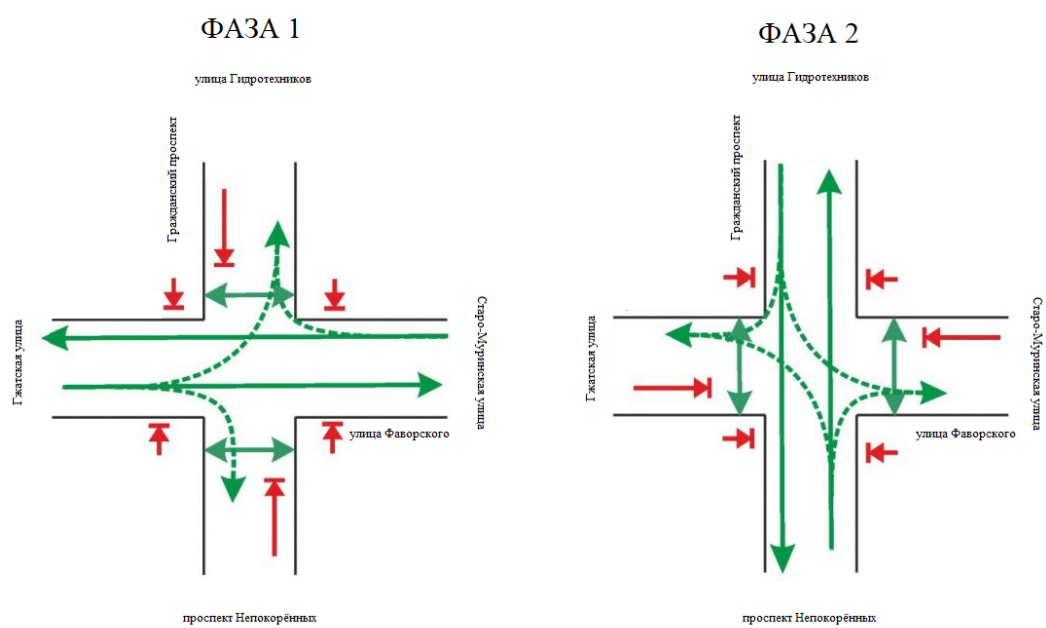 ФАЗА 1
улица Гидротехников
Гражданский проспект
Гжатская улица
Старо-Муринская улица
улица Фаворского
проспект Непокорённых
ФАЗА 2
улица Гидротехников
Гражданский проспект
Гжатская улица
Старо-Муринская улица
улица Фаворского
проспект Непокорённых